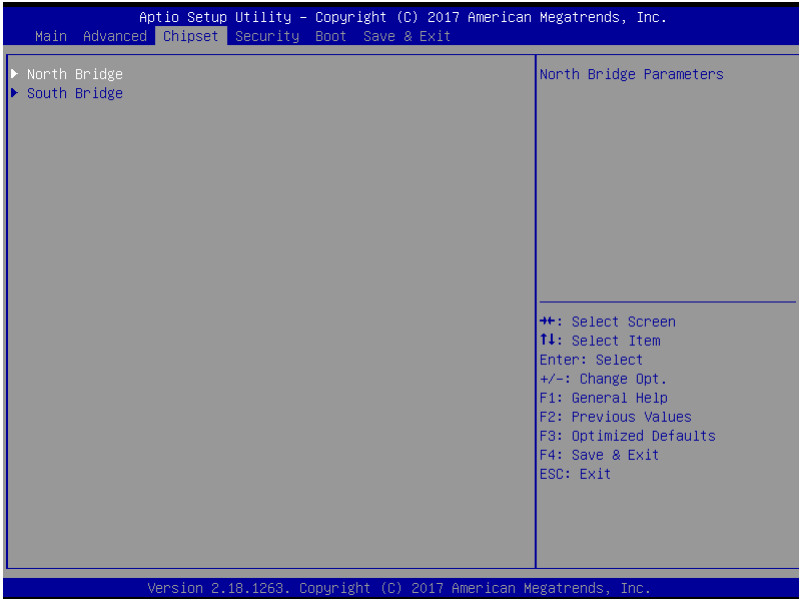 Aptio Setup Utility – Copyright (C) 2017 American Megatrends, Inc.
Main Advanced Chipset Security Boot Save & Exit
▶ North Bridge
▶ South Bridge
North Bridge Parameters
→←: Select Screen
↑↓: Select Item
Enter: Select
+/-: Change Opt.
F1: General Help
F2: Previous Values
F3: Optimized Defaults
F4: Save & Exit
ESC: Exit
Version 2.18.1263. Copyright (C) 2017 American Megatrends, Inc.